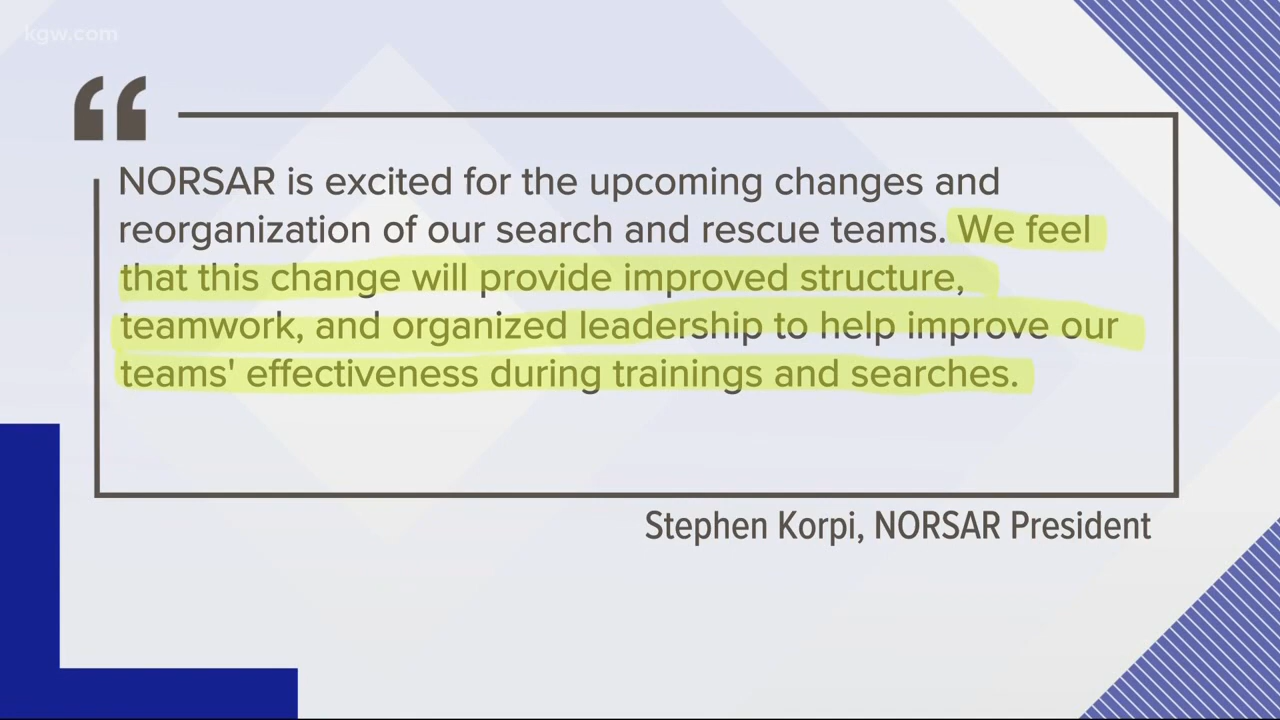 kgw.com
“
NORSAR is excited for the upcoming changes and
reorganization of our search and rescue teams. We feel
that this change will provide improved structure,
teamwork, and organized leadership to help improve our
teams' effectiveness during trainings and searches.
Stephen Korpi, NORSAR President